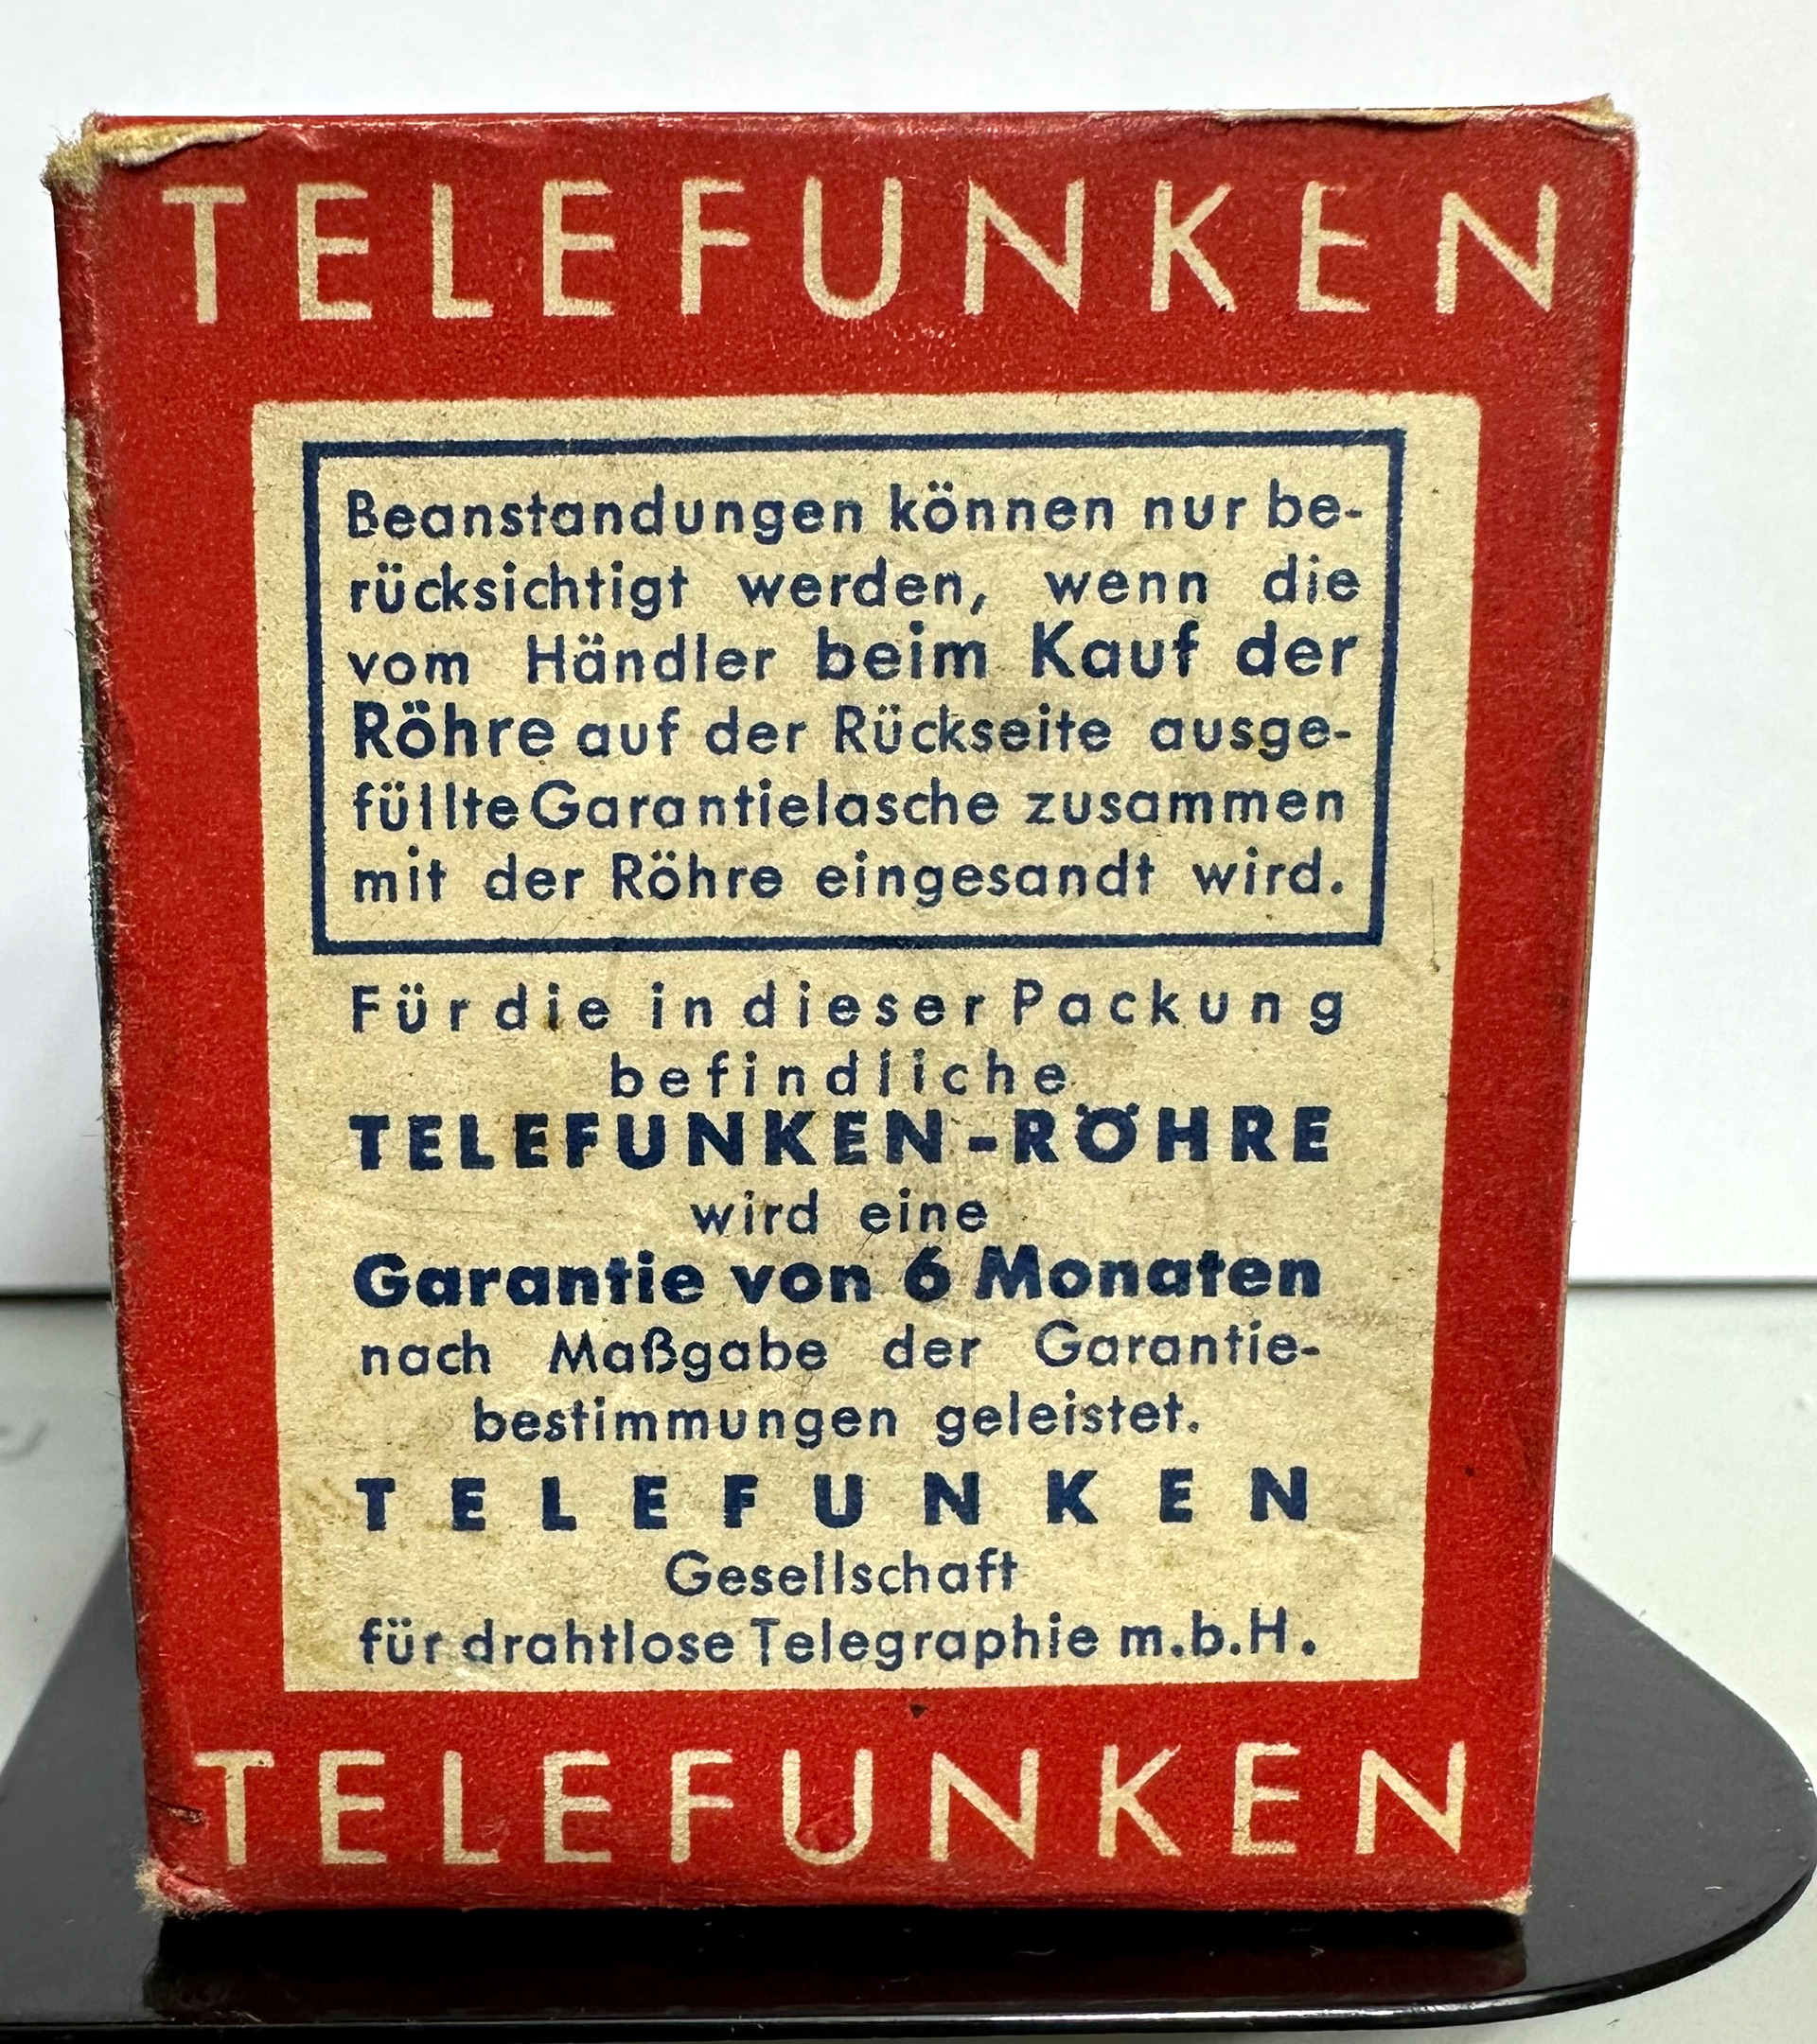 TELEFUNKEN
Beanstandungen können nur be-
rücksichtigt werden, wenn die
vom Händler beim Kauf der
Röhre auf der Rückseite ausge-
füllte Garantielasche zusammen
mit der Röhre eingesandt wird.
Für die in dieser Packung
befindliche
TELEFUNKEN-RÖHRE
wird eine
Garantie von 6 Monaten
nach Maßgabe der Garantie-
bestimmungen geleistet.
TELEFUNKEN
Gesellschaft
für drahtlose Telegraphie m.b.H.
TELEFUNKEN